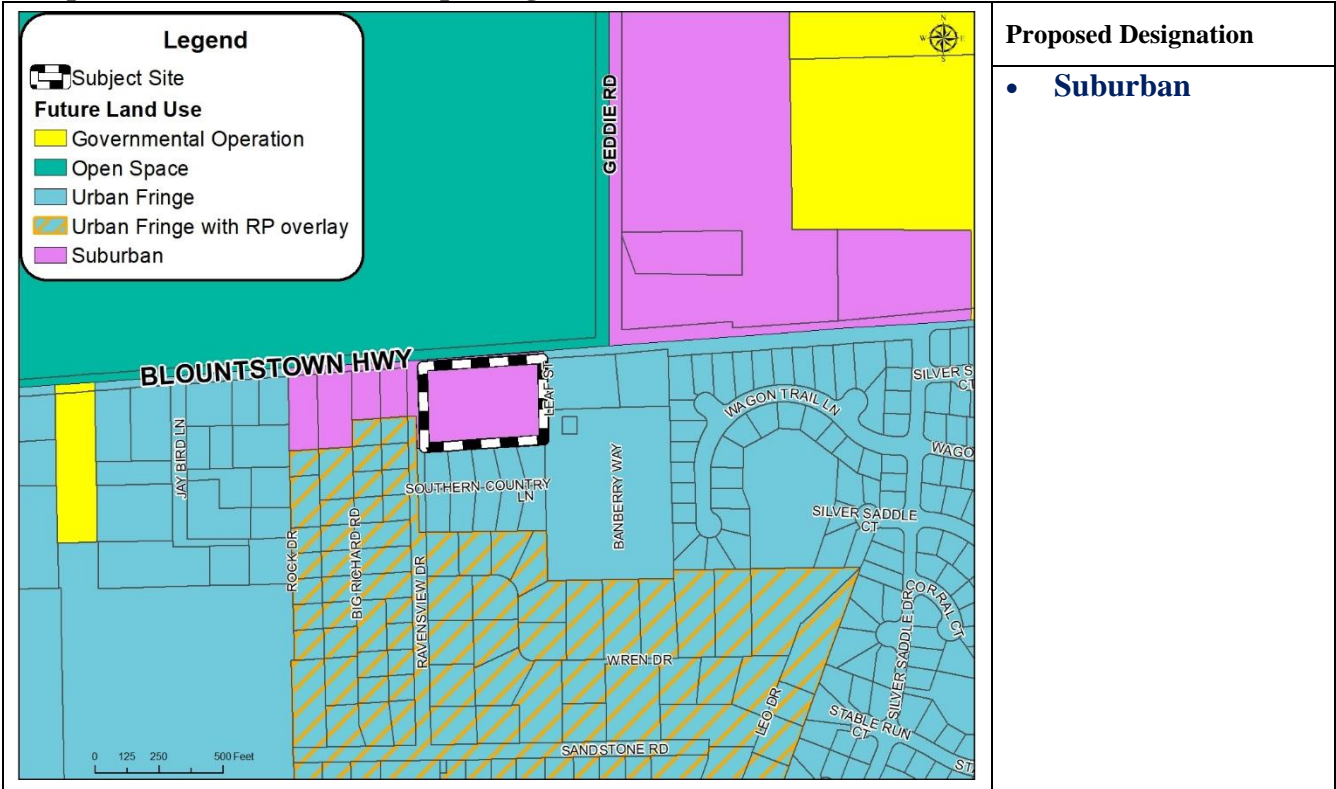 Legend
Subject Site
Future Land Use
Governmental Operation
Open Space
Urban Fringe
Urban Fringe with RP overlay
Suburban
N
W
E
S
GEDDIE RD
BLOUNTSTOWN HWY
LEAF ST
JAY BIRD LN
WAGON TRAIL LN
SILVER S
CT
WAGO
SOUTHERN COUNTRY
LN
BANBERRY WAY
SILVER SADDLE
CT
ROCK DR
BIG RICHARD RD
RAVENSVIEW DR
CORRAL CT
SILVER SADDLE DR
WREN DR
LEO DR
STABLE RUN
CT
SANDSTONE RD
ST
0 125 250 500 Feet
Proposed Designation
• Suburban